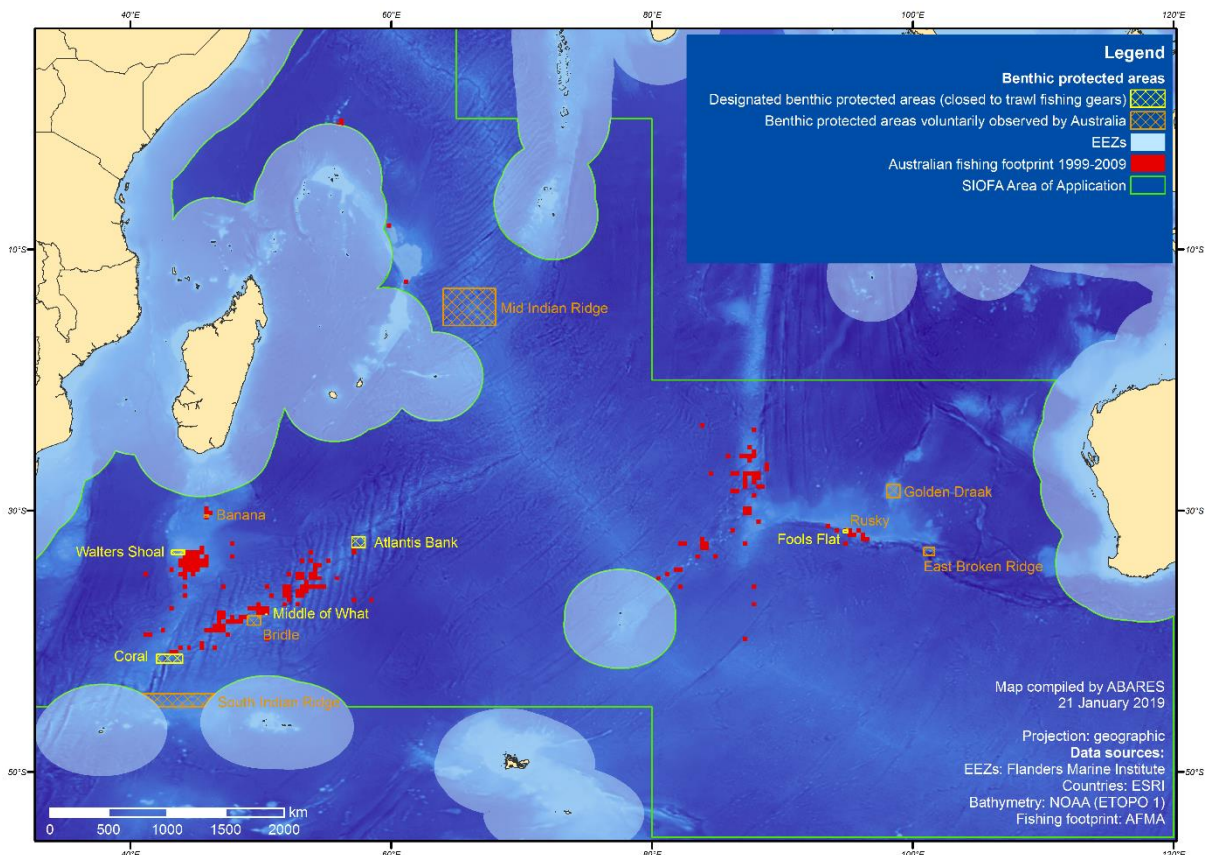 40°E
60°E
80°E
100°E
120°E
Legend
Benthic protected areas
Designated benthic protected areas (closed to trawl fishing gears)
Benthic protected areas voluntarily observed by Australia
EEZs
Australian fishing footprint 1999-2009
SIOFA Area of Application
10°S
10°S
Mid Indian Ridge
Golden Draak
30°S
30°S
Banana
Rusky
Walters Shoal
Atlantis Bank
Fools Flat
East Broken Ridge
Middle of What
Bridle
Coral
South Indian Ridge
Map compiled by ABARES
21 January 2019
Projection: geographic
Data sources:
EEZs: Flanders Marine Institute
Countries: ESRI
Bathymetry: NOAA (ETOPO 1)
Fishing footprint: AFMA
50°S
50°S
km
0 500 1000 1500 2000
40°E
60°E
80°E
100°E
120°E